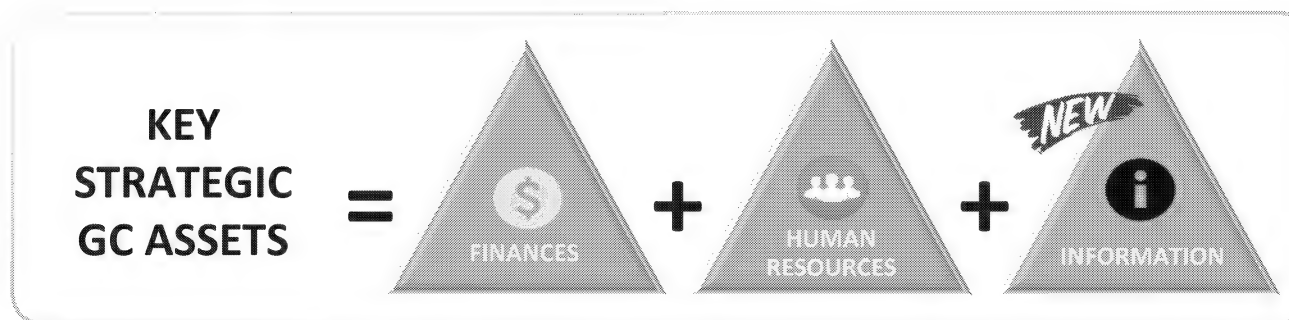 KEY
STRATEGIC
GC ASSETS
=
$
FINANCES
+
HUMAN
RESOURCES
+
NEW
i
INFORMATION